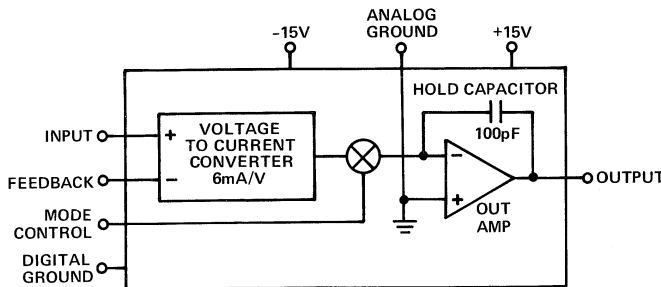 -15V
ANALOG
GROUND
+15V
HOLD CAPACITOR
100pF
INPUT
+
VOLTAGE
TO CURRENT
CONVERTER
6mA/V
FEEDBACK
−
−
+
OUT
AMP
OUTPUT
MODE
CONTROL
DIGITAL
GROUND